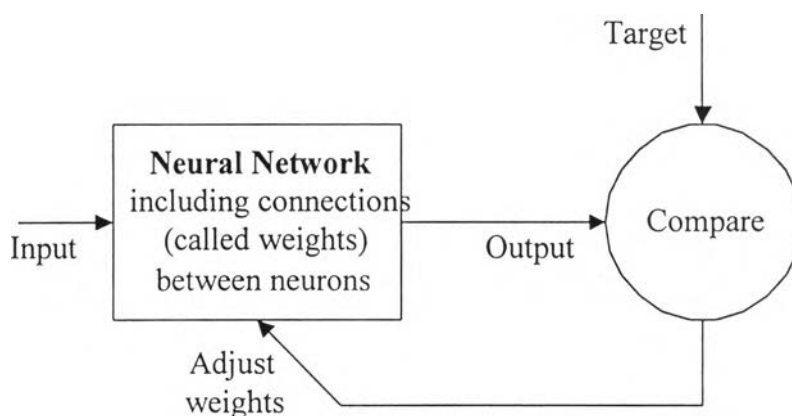 Target
Neural Network
including connections
(called weights)
between neurons
Input
Output
Compare
Adjust
weights